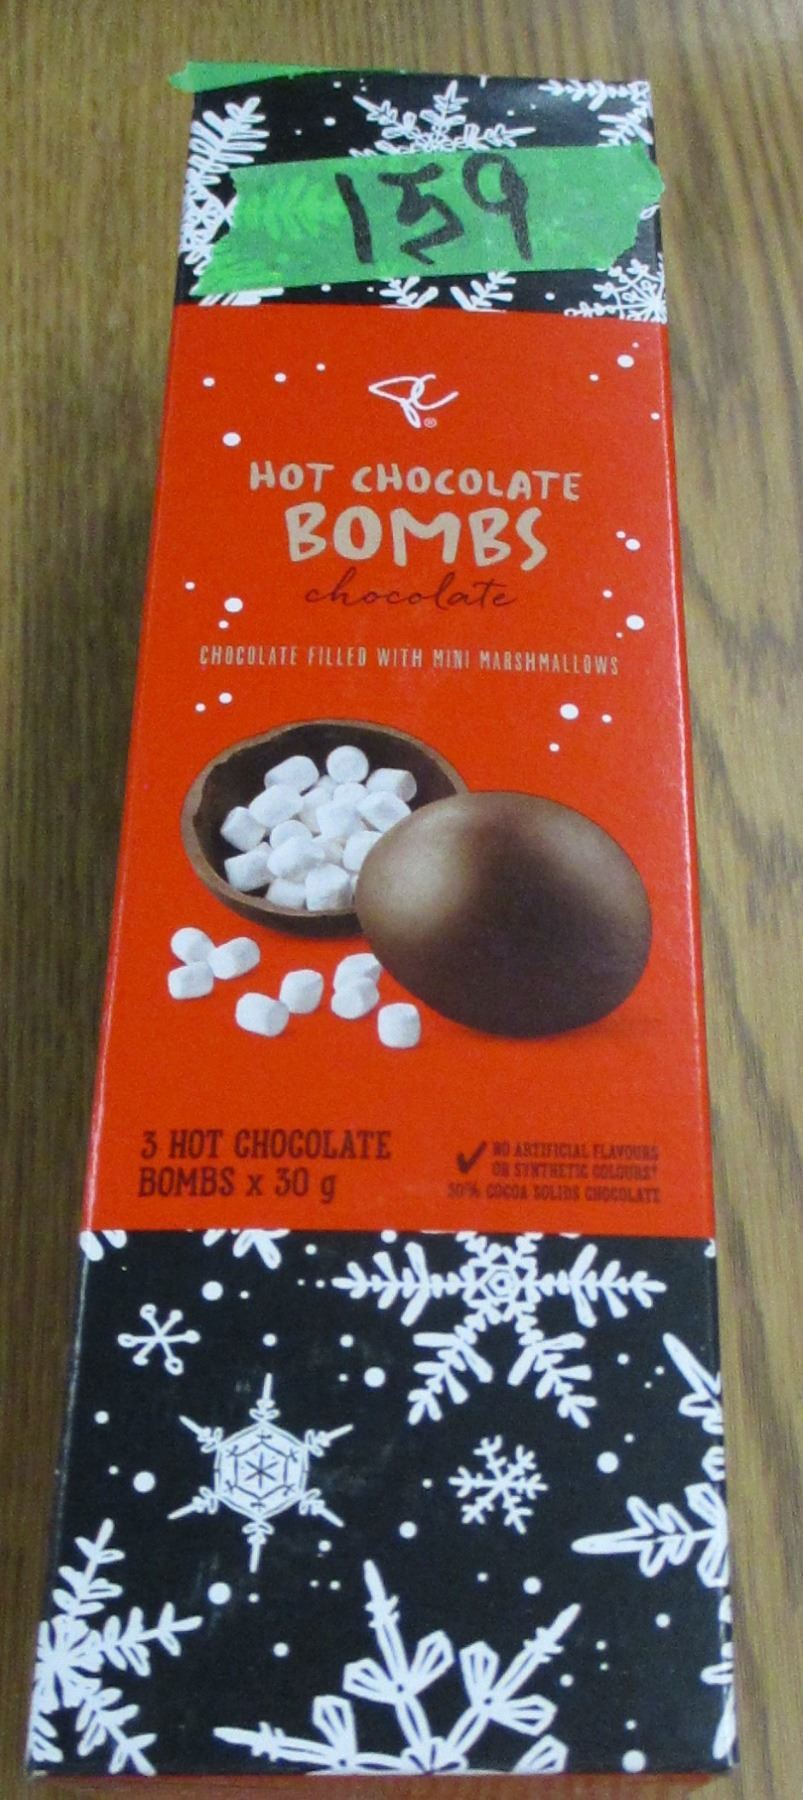 159
PC®
HOT CHOCOLATE
BOMBS
chocolate
CHOCOLATE FILLED WITH MINI MARSHMALLOWS
3 HOT CHOCOLATE
BOMBS x 30 g
NO ARTIFICIAL FLAVOURS
OR SYNTHETIC COLOURS†
30% COCOA SOLIDS CHOCOLATE